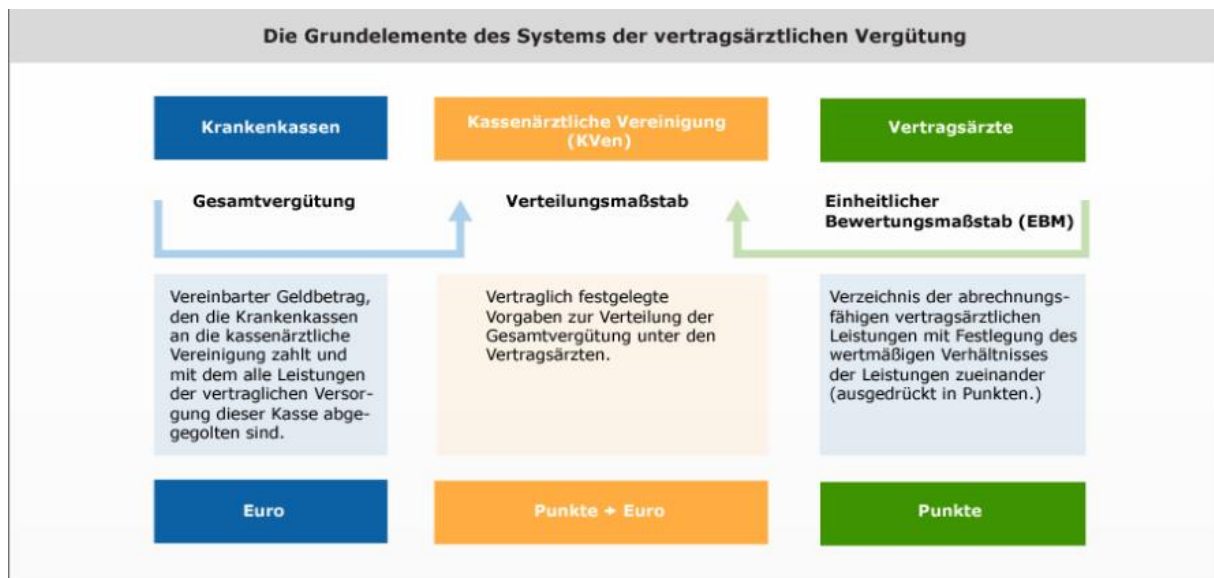 Die Grundelemente des Systems der vertragsärztlichen Vergütung
Krankenkassen
Kassenärztliche Vereinigung
(KVen)
Vertragsärzte
Gesamtvergütung
Verteilungsmaßstab
Einheitlicher
Bewertungsmaßstab (EBM)
Vereinbarter Geldbetrag,
den die Krankenkassen
an die kassenärztliche
Vereinigung zahlt und
mit dem alle Leistungen
der vertraglichen Versor-
gung dieser Kasse abge-
gegolten sind.
Vertraglich festgelegte
Vorgaben zur Verteilung der
Gesamtvergütung unter den
Vertragsärzten.
Verzeichnis der abrechnungs-
fähigen vertragsärztlichen
Leistungen mit Festlegung des
wertmäßigen Verhältnisses
der Leistungen zueinander
(ausgedrückt in Punkten.)
Euro
Punkte → Euro
Punkte